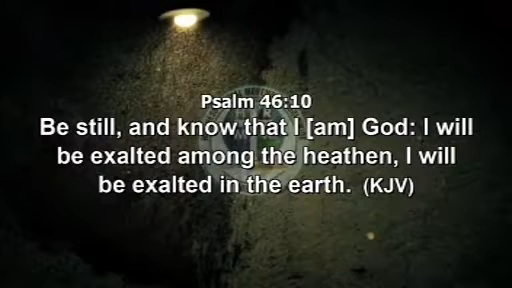 Psalm 46:10
Be still, and know that I [am] God: I will
be exalted among the heathen, I will
be exalted in the earth. (KJV)